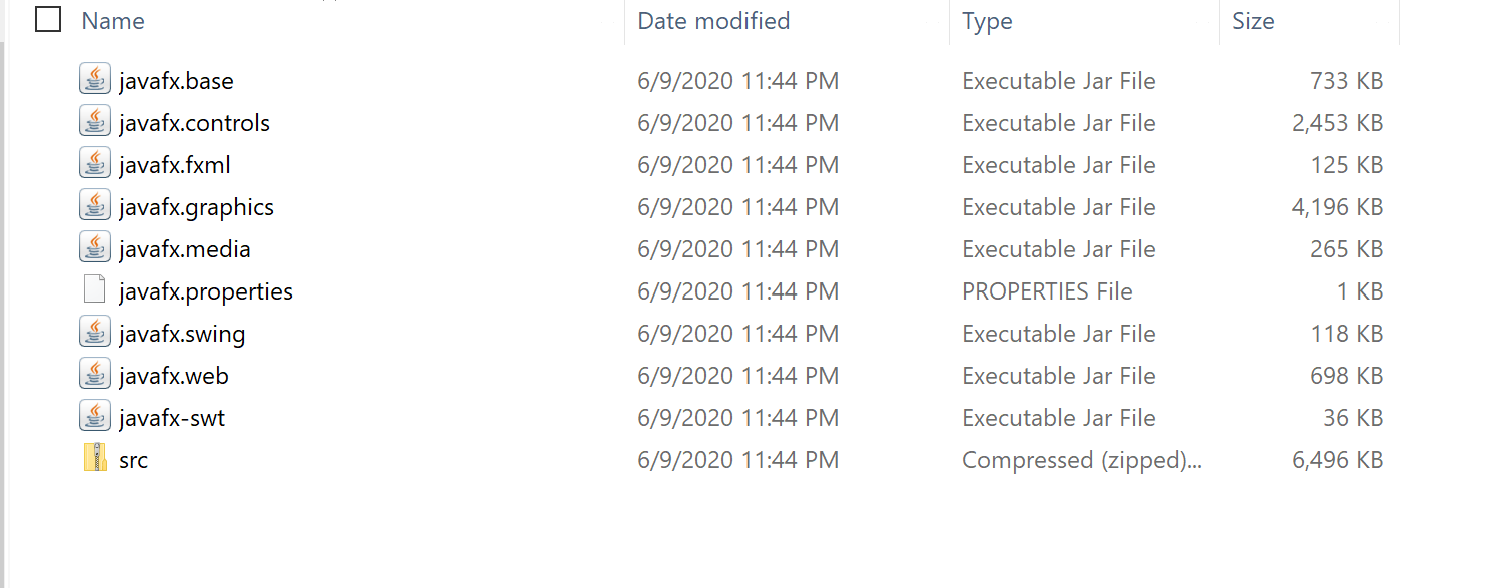 Name Date modified Type Size
javafx.base 6/9/2020 11:44 PM Executable Jar File 733 KB
javafx.controls 6/9/2020 11:44 PM Executable Jar File 2,453 KB
javafx.fxml 6/9/2020 11:44 PM Executable Jar File 125 KB
javafx.graphics 6/9/2020 11:44 PM Executable Jar File 4,196 KB
javafx.media 6/9/2020 11:44 PM Executable Jar File 265 KB
javafx.properties 6/9/2020 11:44 PM PROPERTIES File 1 KB
javafx.swing 6/9/2020 11:44 PM Executable Jar File 118 KB
javafx.web 6/9/2020 11:44 PM Executable Jar File 698 KB
javafx-swt 6/9/2020 11:44 PM Executable Jar File 36 KB
src 6/9/2020 11:44 PM Compressed (zipped)... 6,496 KB